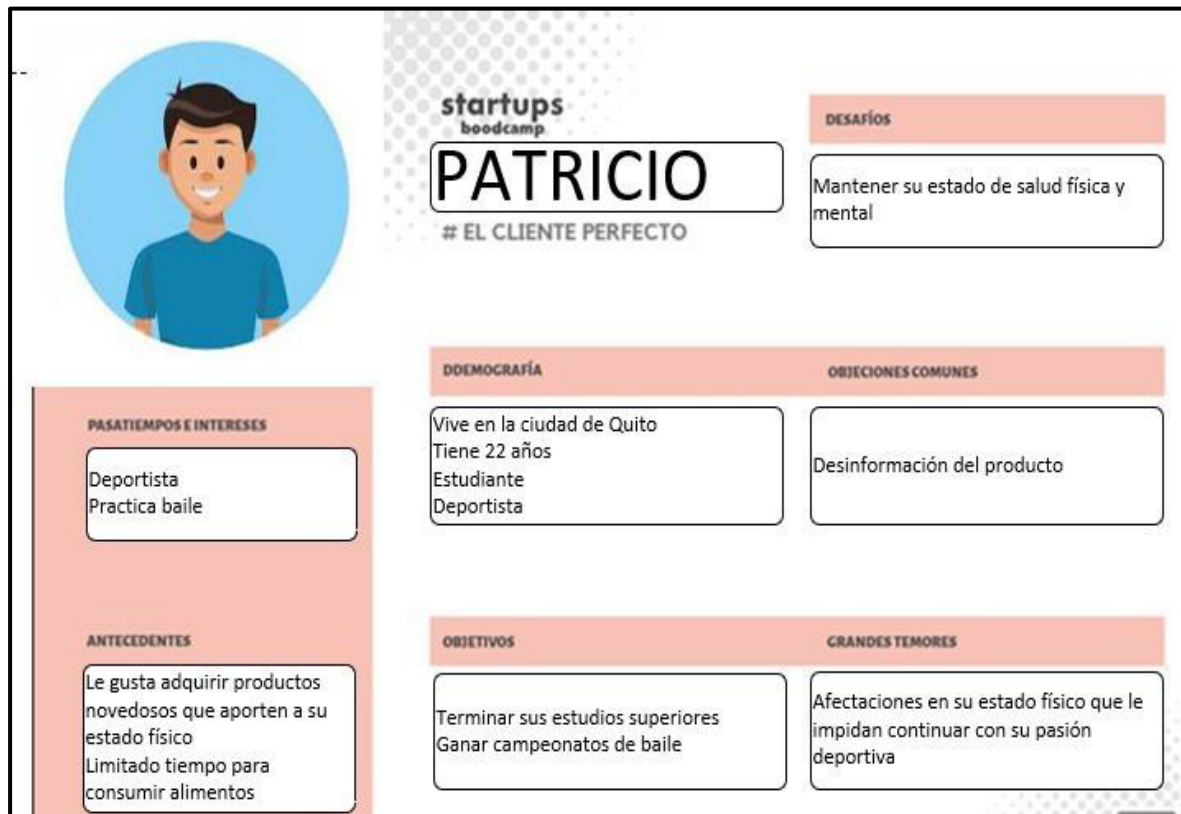 --
startups
boodcamp
PATRICIO
# EL CLIENTE PERFECTO
DESAFÍOS
Mantener su estado de salud física y
mental
PASATIEMPOS E INTERESES
Deportista
Practica baile
DDEMOGRAFÍA
Vive en la ciudad de Quito
Tiene 22 años
Estudiante
Deportista
OBJECIONES COMUNES
Desinformación del producto
ANTECEDENTES
Le gusta adquirir productos
novedosos que aporten a su
estado físico
Limitado tiempo para
consumir alimentos
OBJETIVOS
Terminar sus estudios superiores
Ganar campeonatos de baile
GRANDES TEMORES
Afectaciones en su estado físico que le
impidan continuar con su pasión
deportiva